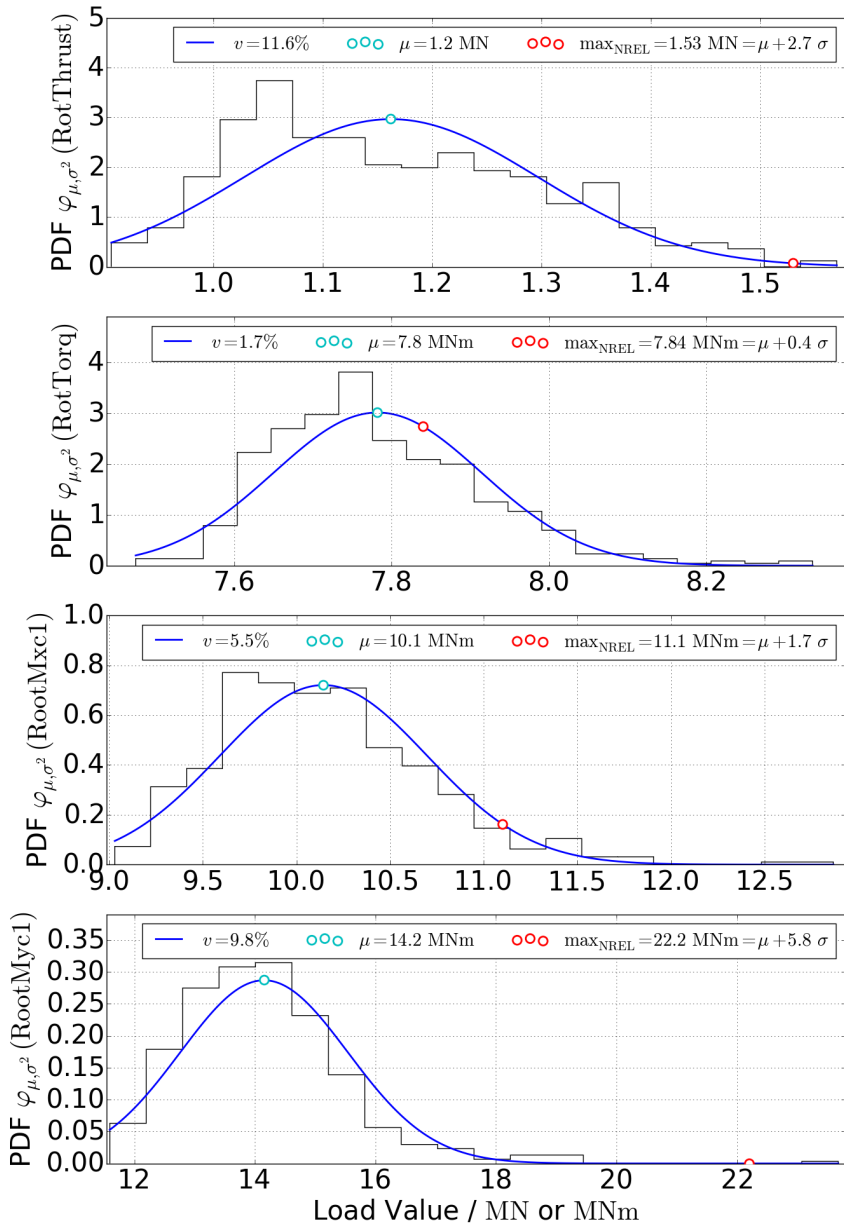 v=11.6% μ=1.2 MN max_NREL=1.53 MN=μ+2.7 σ
PDF φ_μ,σ² (RotThrust)
5
4
3
2
1
0
1.0 1.1 1.2 1.3 1.4 1.5
v=1.7% μ=7.8 MNm max_NREL=7.84 MNm=μ+0.4 σ
PDF φ_μ,σ² (RotTorq)
4
3
2
1
0
7.6 7.8 8.0 8.2
v=5.5% μ=10.1 MNm max_NREL=11.1 MNm=μ+1.7 σ
PDF φ_μ,σ² (RootMxc1)
1.0
0.8
0.6
0.4
0.2
0.0
9.0 9.5 10.0 10.5 11.0 11.5 12.0 12.5
v=9.8% μ=14.2 MNm max_NREL=22.2 MNm=μ+5.8 σ
PDF φ_μ,σ² (RootMyc1)
0.35
0.30
0.25
0.20
0.15
0.10
0.05
0.00
12 14 16 18 20 22
Load Value / MN or MNm